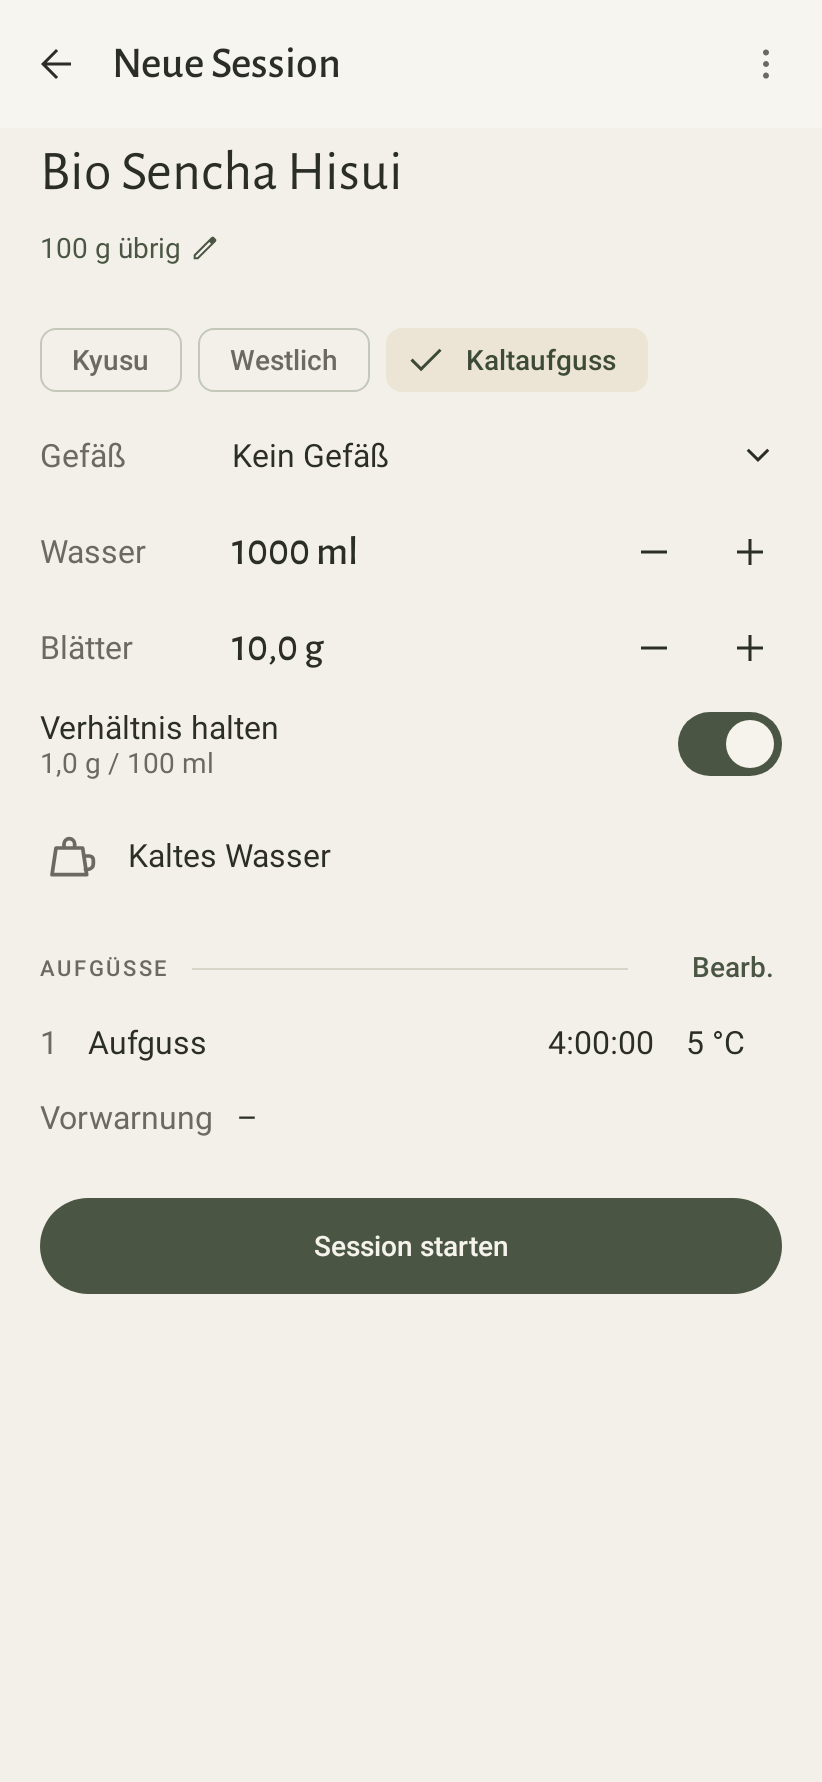 Neue Session
Bio Sencha Hisui
100 g übrig
Kyusu Westlich Kaltaufguss
Gefäß Kein Gefäß
Wasser 1000 ml
Blätter 10,0 g
Verhältnis halten
1,0 g / 100 ml
Kaltes Wasser
AUFGÜSSE Bearb.
1 Aufguss 4:00:00 5 °C
Vorwarnung –
Session starten